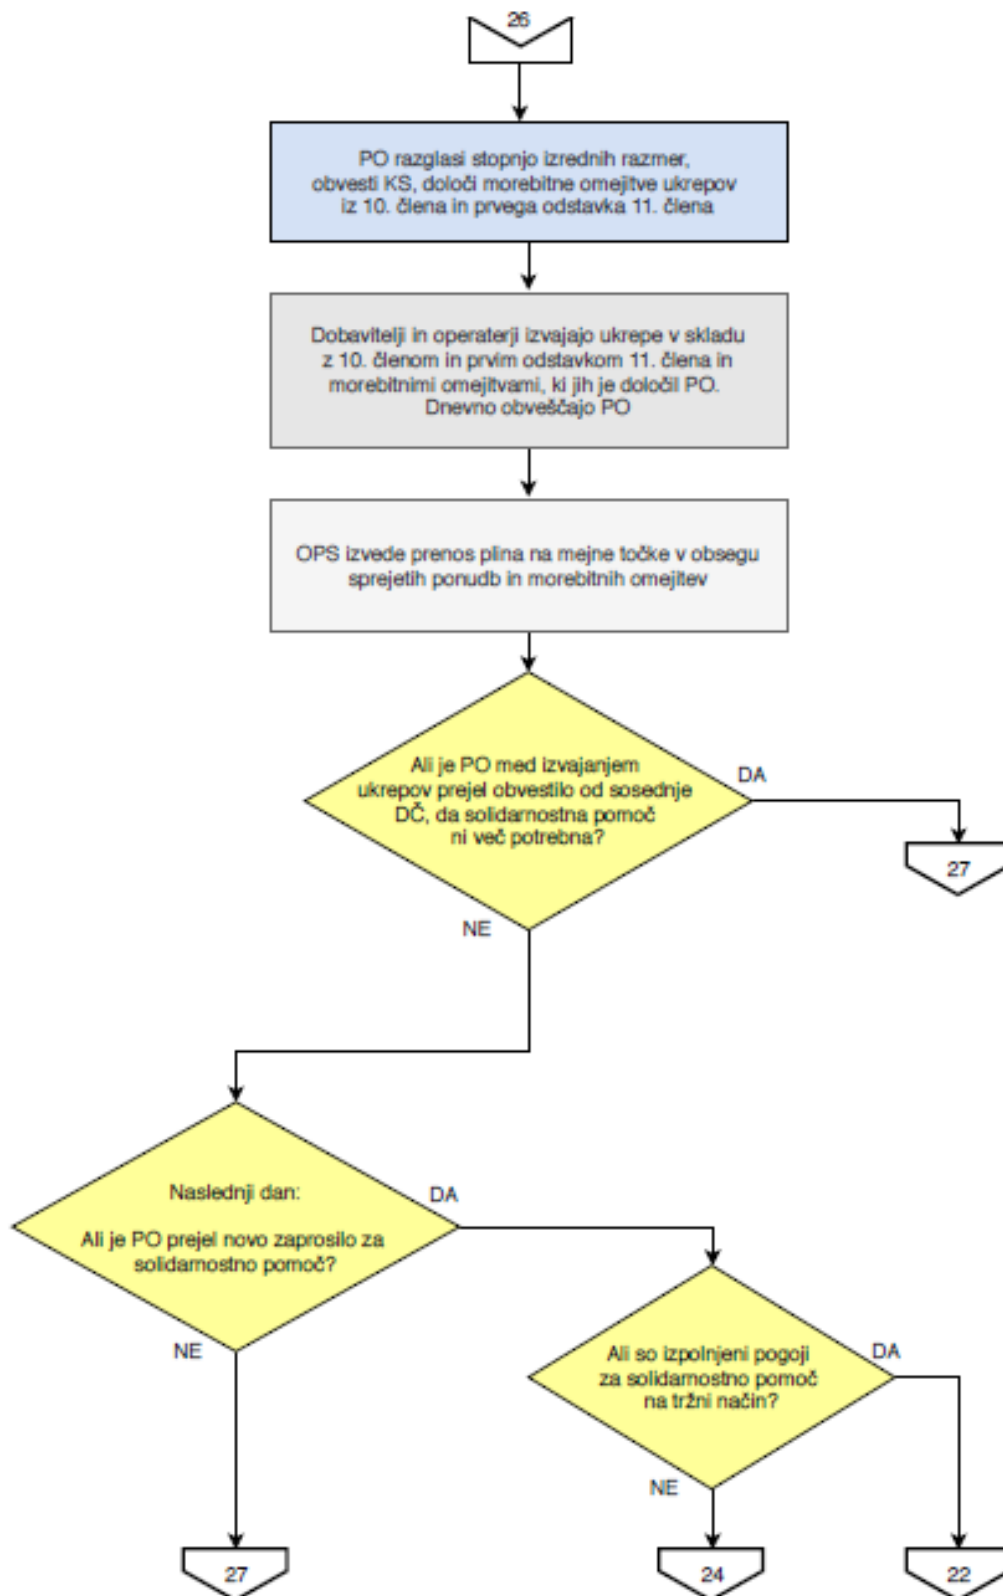 26
PO razglasi stopnjo izrednih razmer,
obvesti KS, določi morebitne omejitve ukrepov
iz 10. člena in prvega odstavka 11. člena
Dobavitelji in operaterji izvajajo ukrepe v skladu
z 10. členom in prvim odstavkom 11. člena in
morebitnimi omejitvami, ki jih je določil PO.
Dnevno obveščajo PO
OPS izvede prenos plina na mejne točke v obsegu
sprejetih ponudb in morebitnih omejitev
Ali je PO med izvajanjem
ukrepov prejel obvestilo od sosednje
DČ, da solidarnostna pomoč
ni več potrebna?
DA
27
NE
Naslednji dan:
Ali je PO prejel novo zaprosilo za
solidarnostno pomoč?
DA
NE
Ali so izpolnjeni pogoji
za solidarnostno pomoč
na tržni način?
DA
NE
27
24
22